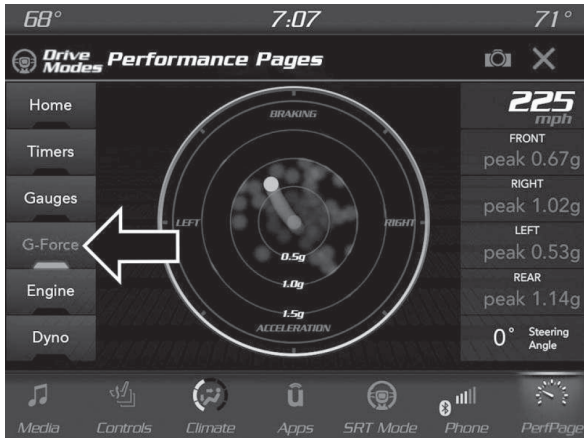 68°
7:07
71°
Drive Modes
Performance Pages
Home
Timers
Gauges
G-Force
Engine
Dyno
BRAKING
LEFT
RIGHT
0.5g
1.0g
1.5g
ACCELERATION
225
mph
FRONT
peak 0.67g
RIGHT
peak 1.02g
LEFT
peak 0.53g
REAR
peak 1.14g
0° Steering Angle
Media
Controls
Climate
Apps
SRT Mode
Phone
PerfPage